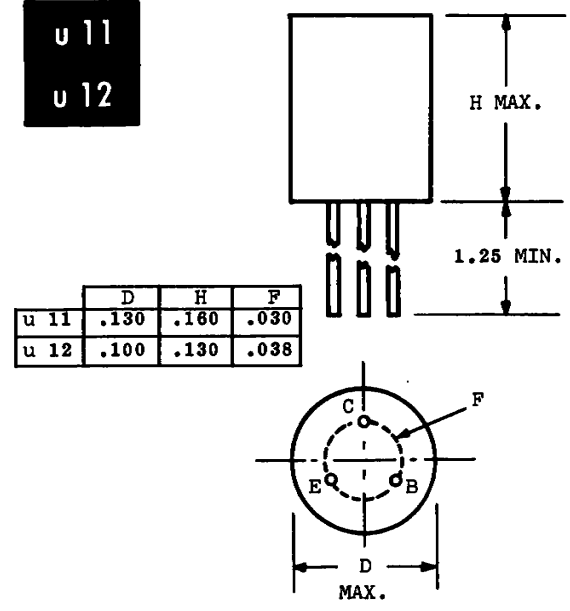 u 11
u 12
H MAX.
1.25 MIN.
D H F
u 11 .130 .160 .030
u 12 .100 .130 .038
C
F
E
B
D
MAX.